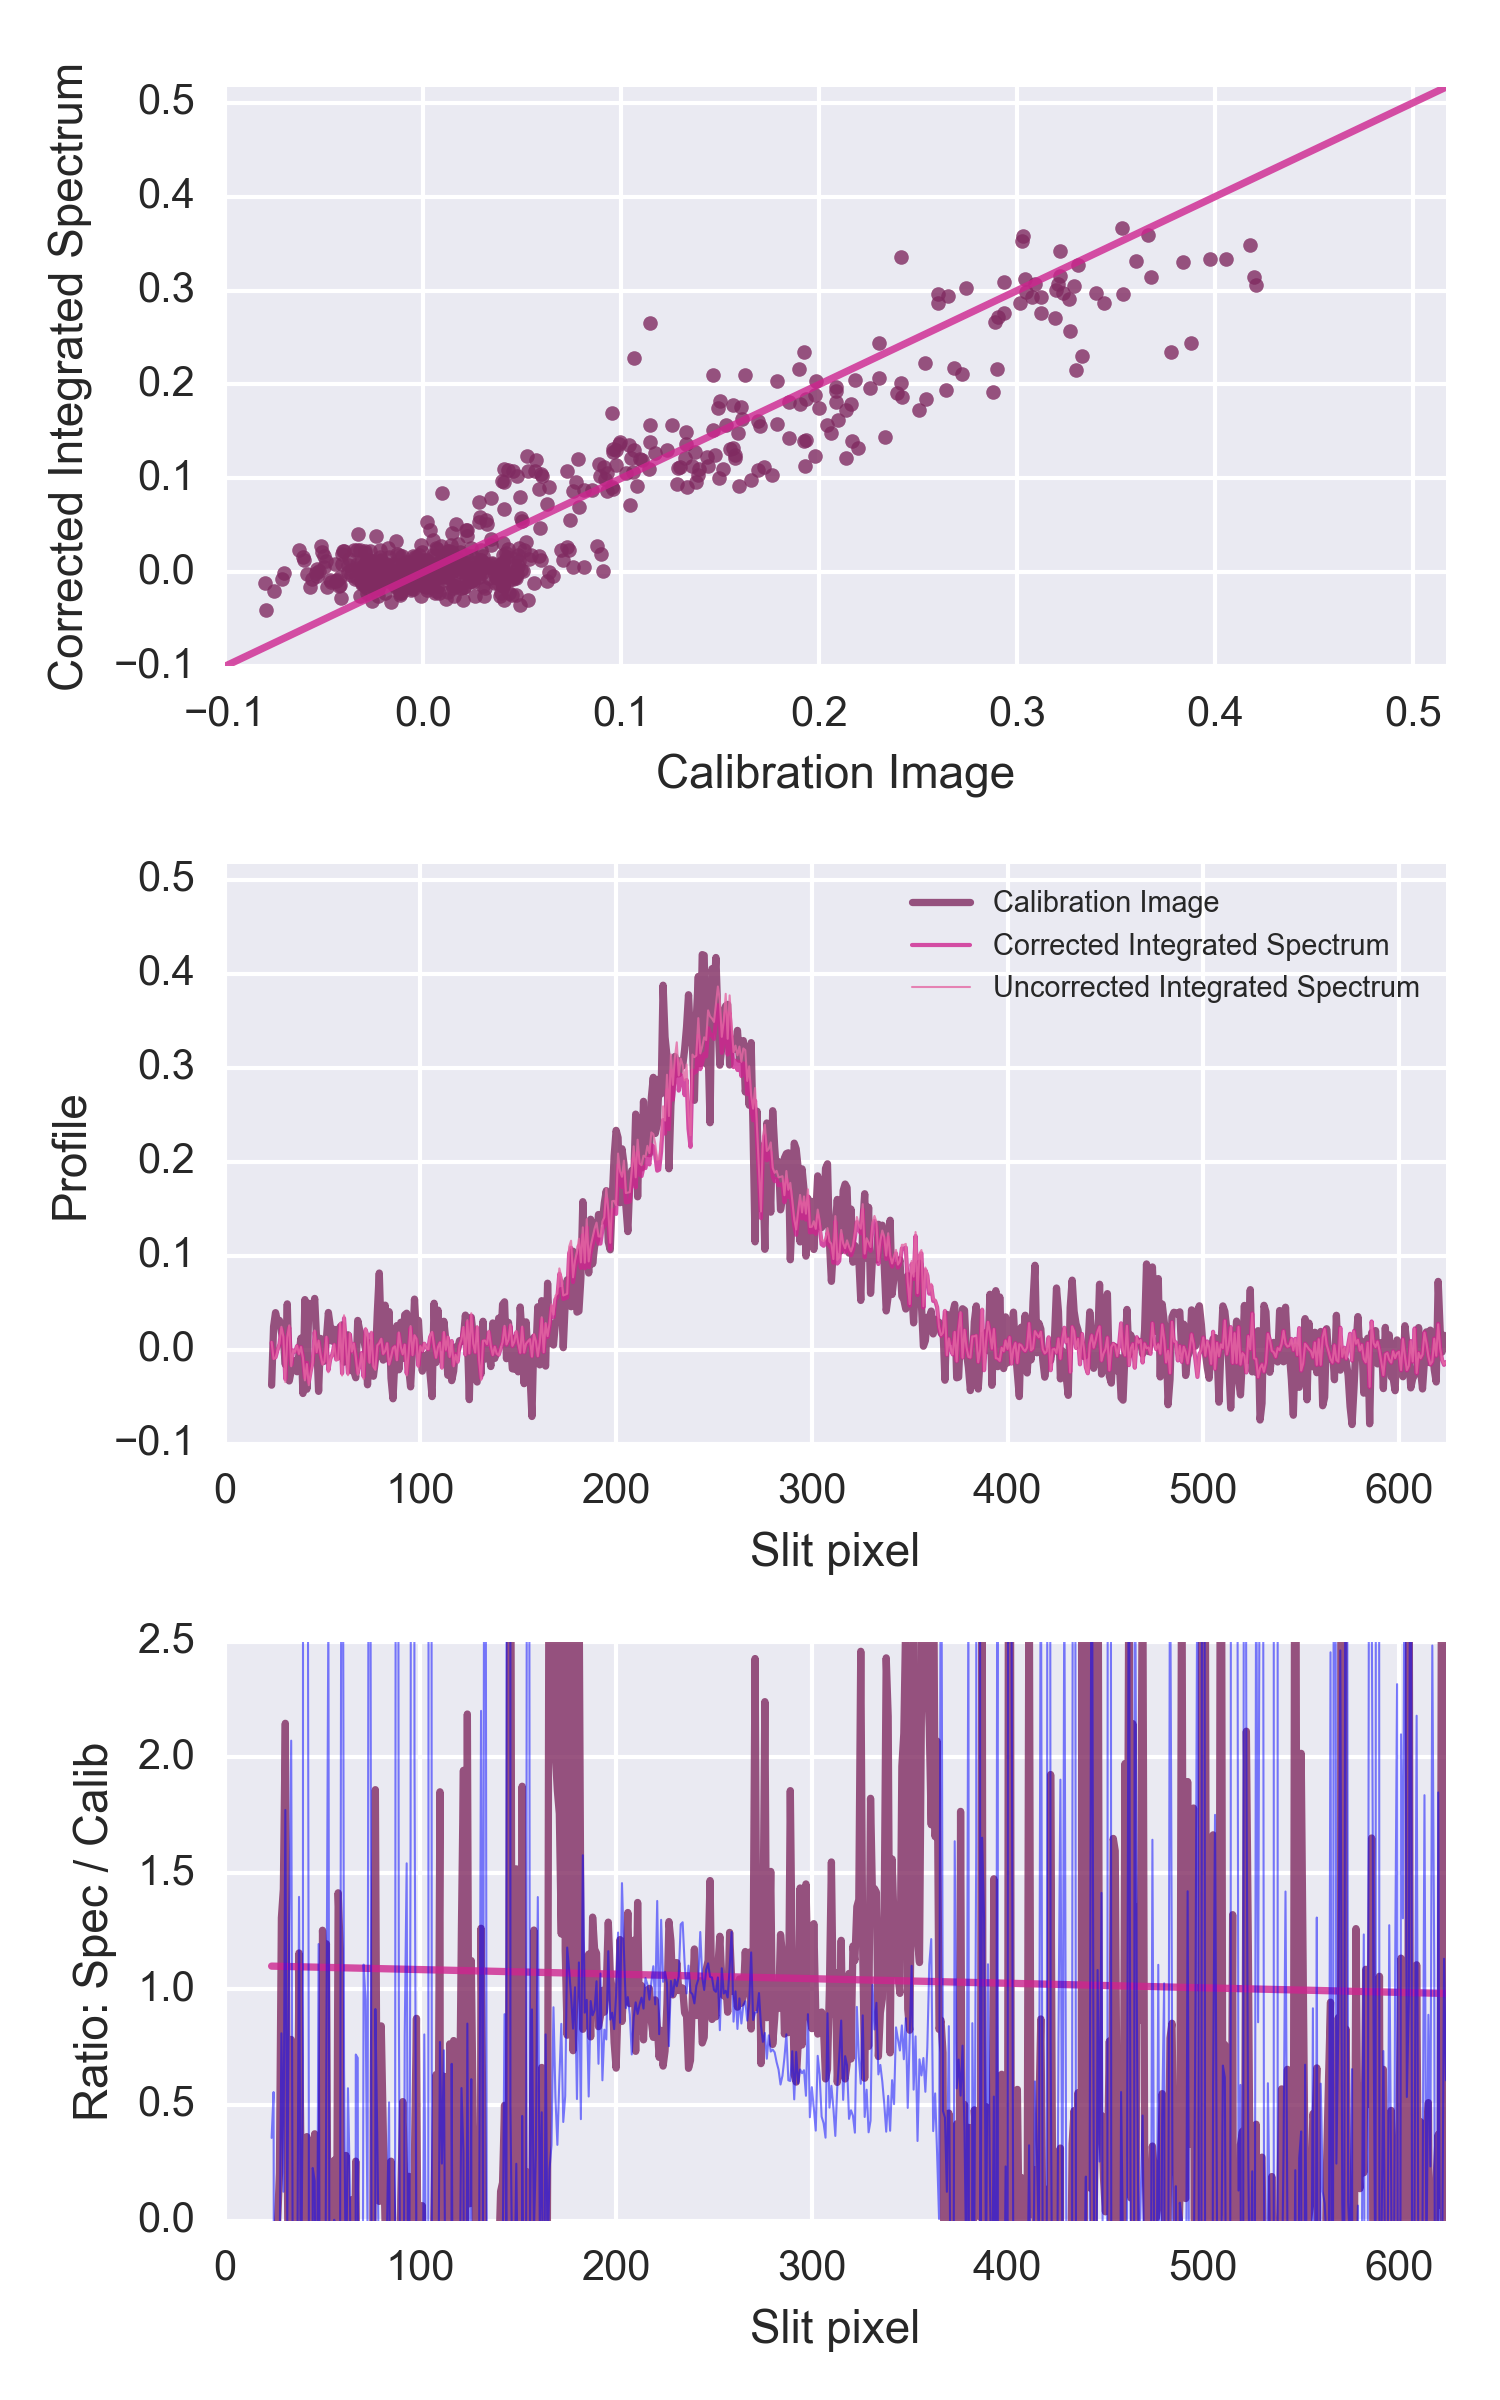 Corrected Integrated Spectrum
0.5
0.4
0.3
0.2
0.1
0.0
−0.1
−0.1 0.0 0.1 0.2 0.3 0.4 0.5
Calibration Image
Profile
0.5
0.4
0.3
0.2
0.1
0.0
−0.1
Calibration Image
Corrected Integrated Spectrum
Uncorrected Integrated Spectrum
0 100 200 300 400 500 600
Slit pixel
Ratio: Spec / Calib
2.5
2.0
1.5
1.0
0.5
0.0
0 100 200 300 400 500 600
Slit pixel